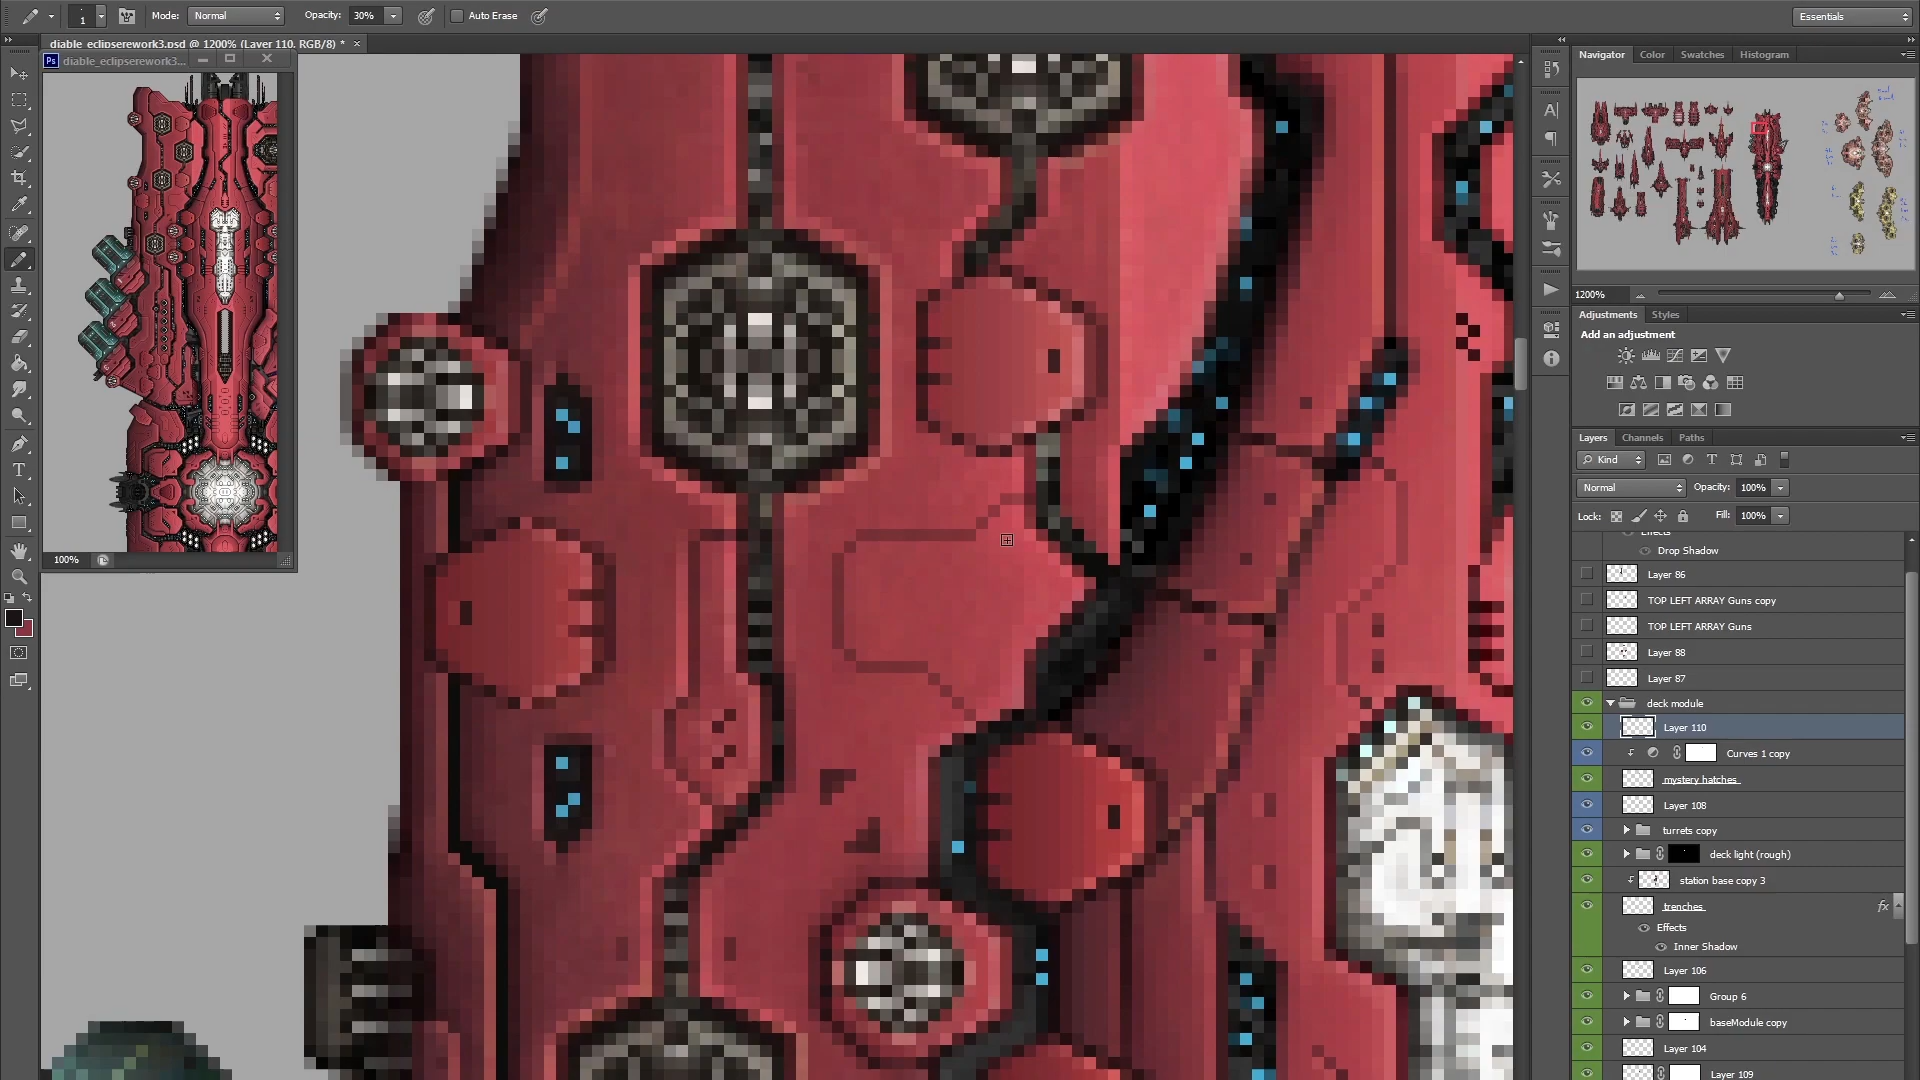 1
Mode:
Normal
Opacity:
30%
Auto Erase
Essentials
diable_eclipserework3.psd @ 1200% (Layer 110, RGB/8) *
Ps
diable_eclipserework3...
100%
Navigator
Color
Swatches
Histogram
1200%
Adjustments
Styles
Add an adjustment
Layers
Channels
Paths
Kind
Normal
Opacity:
100%
Lock:
Fill:
100%
Effects
Drop Shadow
Layer 86
TOP LEFT ARRAY Guns copy
TOP LEFT ARRAY Guns
Layer 88
Layer 87
deck module
Layer 110
Curves 1 copy
mystery hatches
Layer 108
turrets copy
deck light (rough)
station base copy 3
trenches
fx
Effects
Inner Shadow
Layer 106
Group 6
baseModule copy
Layer 104
Layer 109